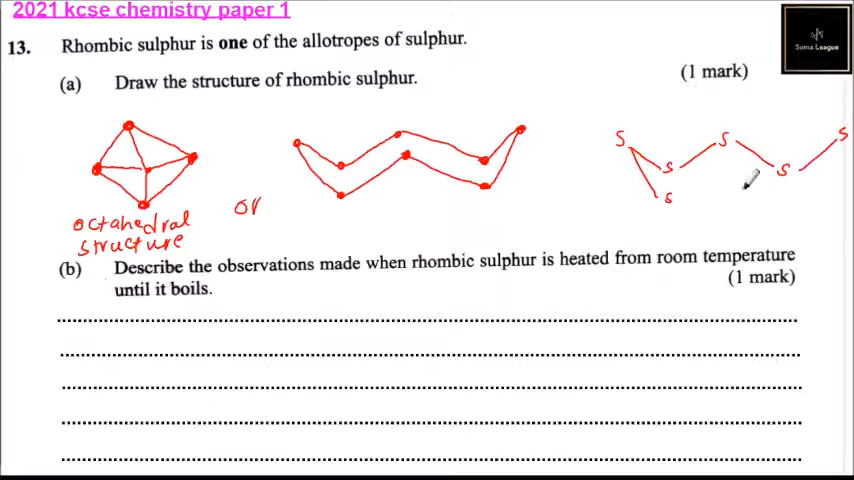 2021 kcse chemistry paper 1
Suma League
13. Rhombic sulphur is one of the allotropes of sulphur.
(a) Draw the structure of rhombic sulphur. (1 mark)
S S S S S
S
octahedral
structure
or
(b) Describe the observations made when rhombic sulphur is heated from room temperature
until it boils. (1 mark)